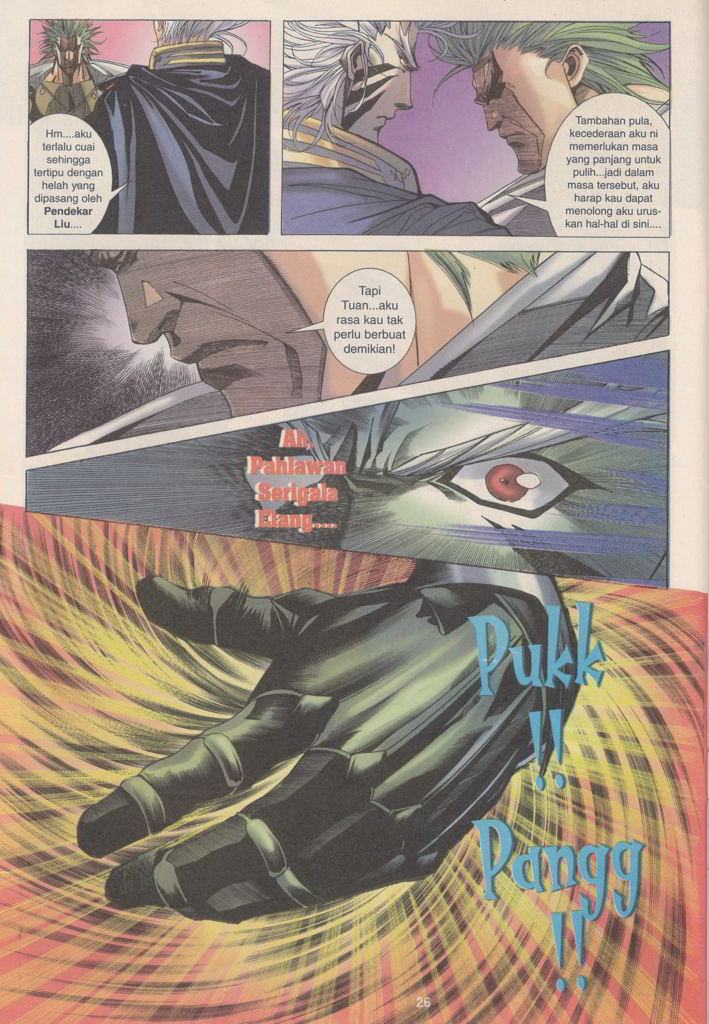 Hm....aku
terlalu cuai
sehingga
tertipu dengan
helah yang
dipasang oleh
Pendekar
Liu....
Tambahan pula,
kecederaan aku ni
memerlukan masa
yang panjang untuk
pulih...jadi dalam
masa tersebut, aku
harap kau dapat
menolong aku urus-
kan hal-hal di sini....
Tapi
Tuan...aku
rasa kau tak
perlu berbuat
demikian!
Ah,
Pahlawan
Serigala
Elang....
Pukk
!!
Pangg
!!
26